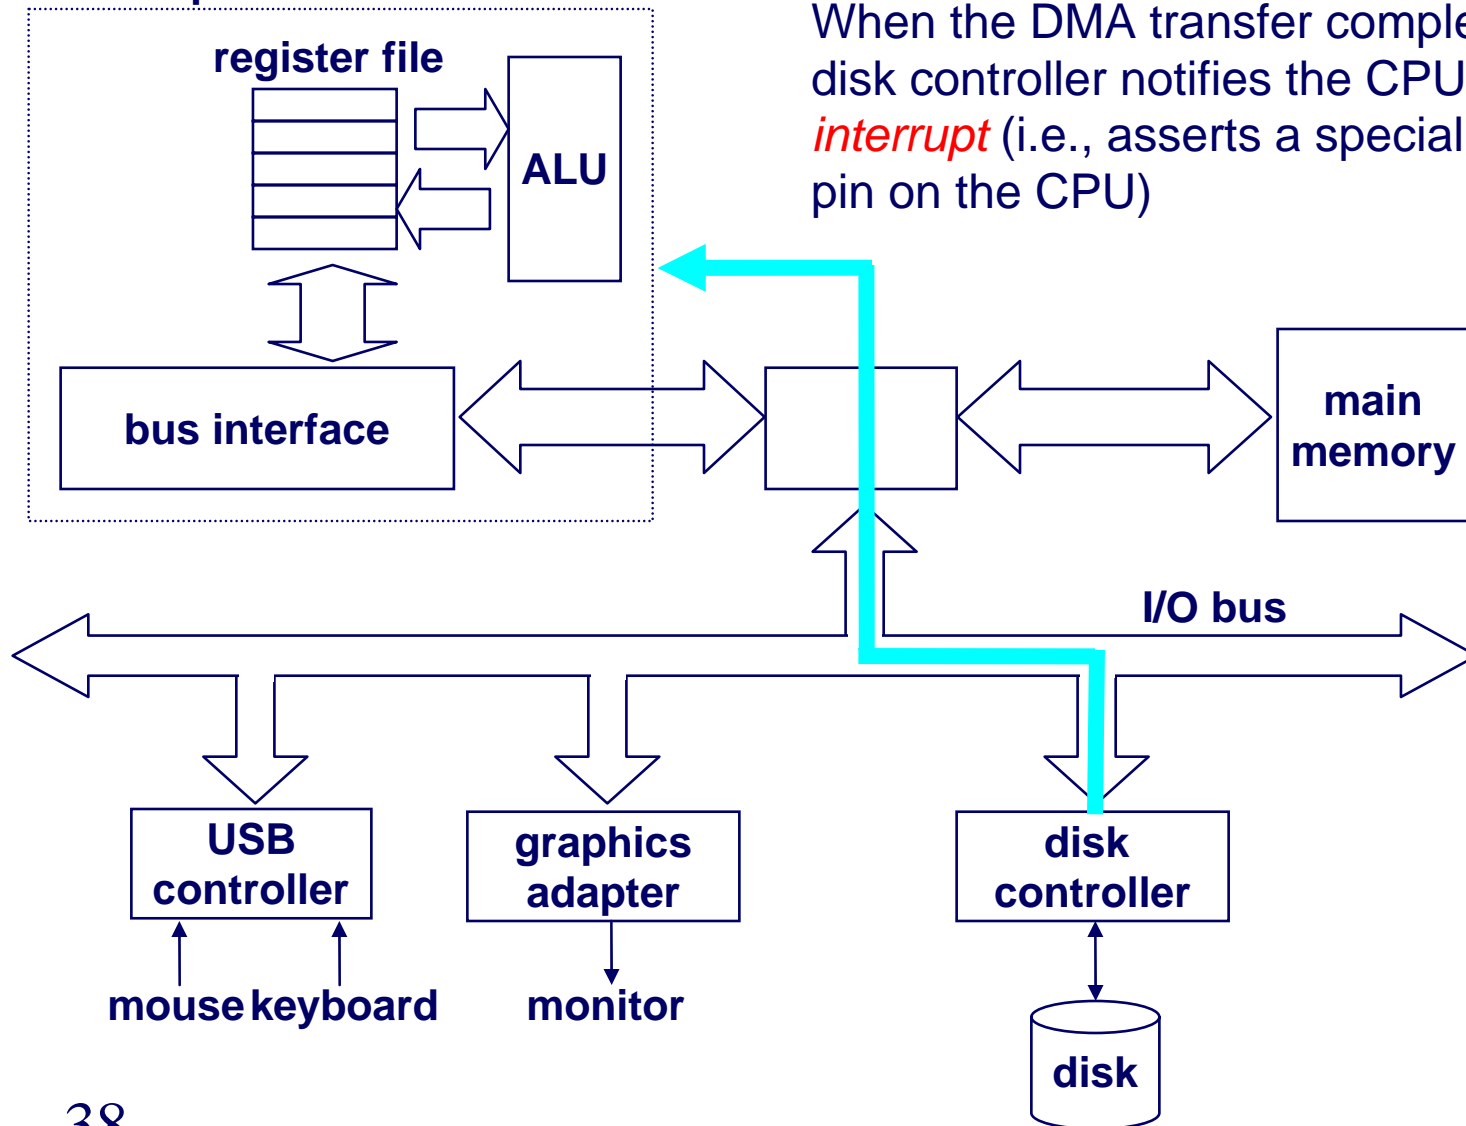 When the DMA transfer
disk controller notifies the CPU
interrupt (i.e., asserts a special
pin on the CPU)
register file
ALU
bus interface
main
memory
I/O bus
USB
controller
graphics
adapter
disk
controller
mouse keyboard
monitor
disk
38